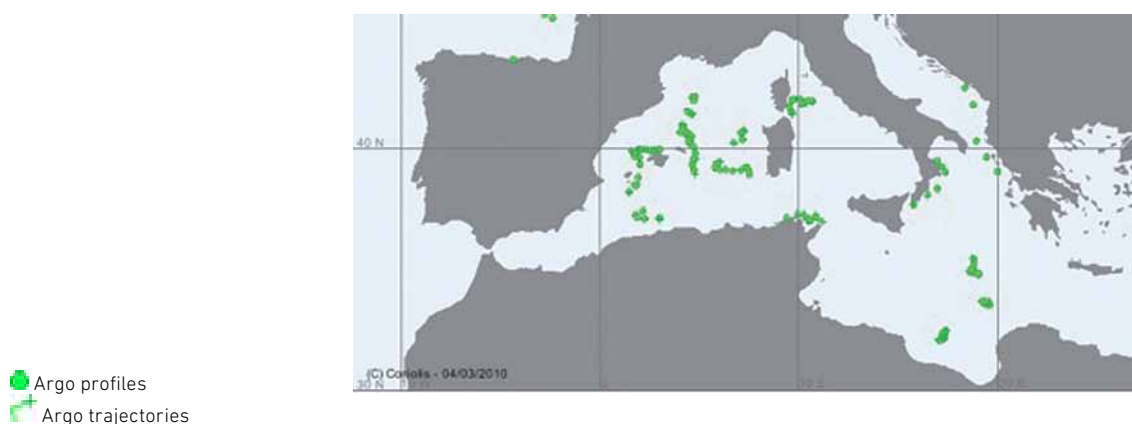 40 N
(C) Coriolis - 04/03/2010
30 N
Argo profiles
Argo trajectories